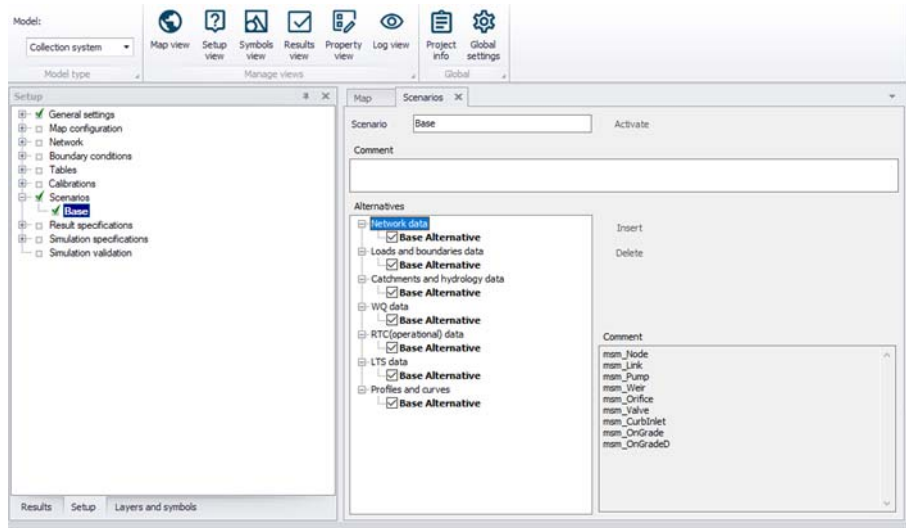 Model:
Collection system
Model type
Map view
Setup view
Symbols view
Results view
Property view
Log view
Manage views
Project info
Global settings
Global
Setup
General settings
Map configuration
Network
Boundary conditions
Tables
Calibrations
Scenarios
Base
Result specifications
Simulation specifications
Simulation validation
Results Setup Layers and symbols
Map Scenarios
Scenario Base Activate
Comment
Alternatives
Network data
Base Alternative
Loads and boundaries data
Base Alternative
Catchments and hydrology data
Base Alternative
WQ data
Base Alternative
RTC(operational) data
Base Alternative
LTS data
Base Alternative
Profiles and curves
Base Alternative
Insert
Delete
Comment
msm_Node
msm_Link
msm_Pump
msm_Weir
msm_Orifice
msm_Valve
msm_CurbInlet
msm_OnGrade
msm_OnGradeD